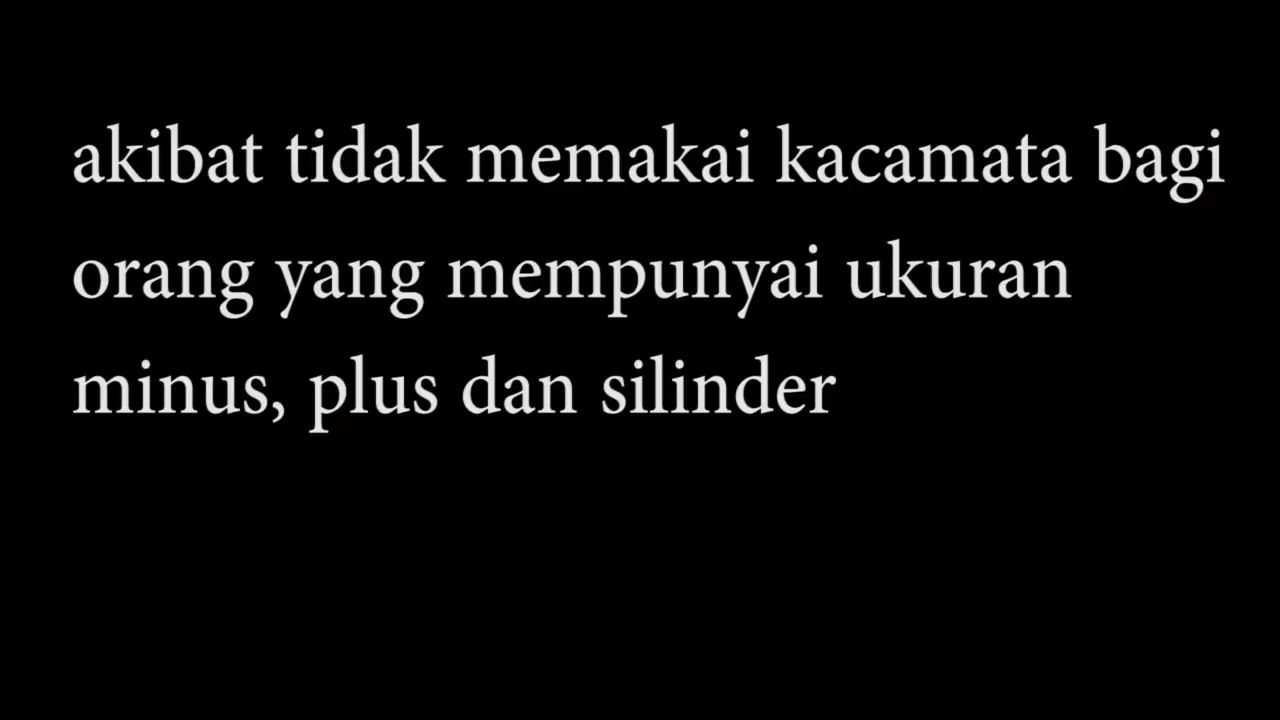 akibat tidak memakai kacamata bagi
orang yang mempunyai ukuran
minus, plus dan silinder